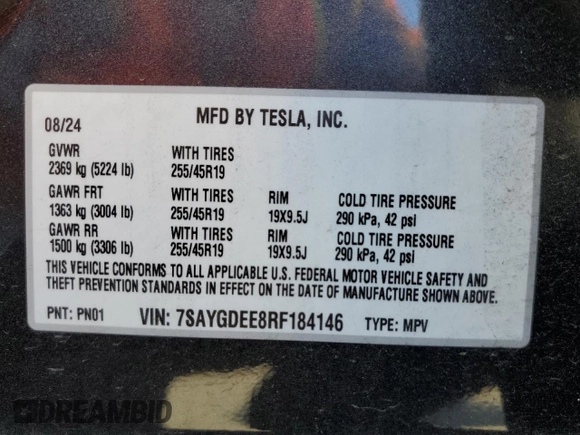 MFD BY TESLA, INC.
08/24
GVWR WITH TIRES
2369 kg (5224 lb) 255/45R19
GAWR FRT WITH TIRES RIM COLD TIRE PRESSURE
1363 kg (3004 lb) 255/45R19 19X9.5J 290 kPa, 42 psi
GAWR RR WITH TIRES RIM COLD TIRE PRESSURE
1500 kg (3306 lb) 255/45R19 19X9.5J 290 kPa, 42 psi
THIS VEHICLE CONFORMS TO ALL APPLICABLE U.S. FEDERAL MOTOR VEHICLE SAFETY AND
THEFT PREVENTION STANDARDS IN EFFECT ON THE DATE OF MANUFACTURE SHOWN ABOVE.
PNT: PN01 VIN: 7SAYGDEE8RF184146 TYPE: MPV
DREAMBID